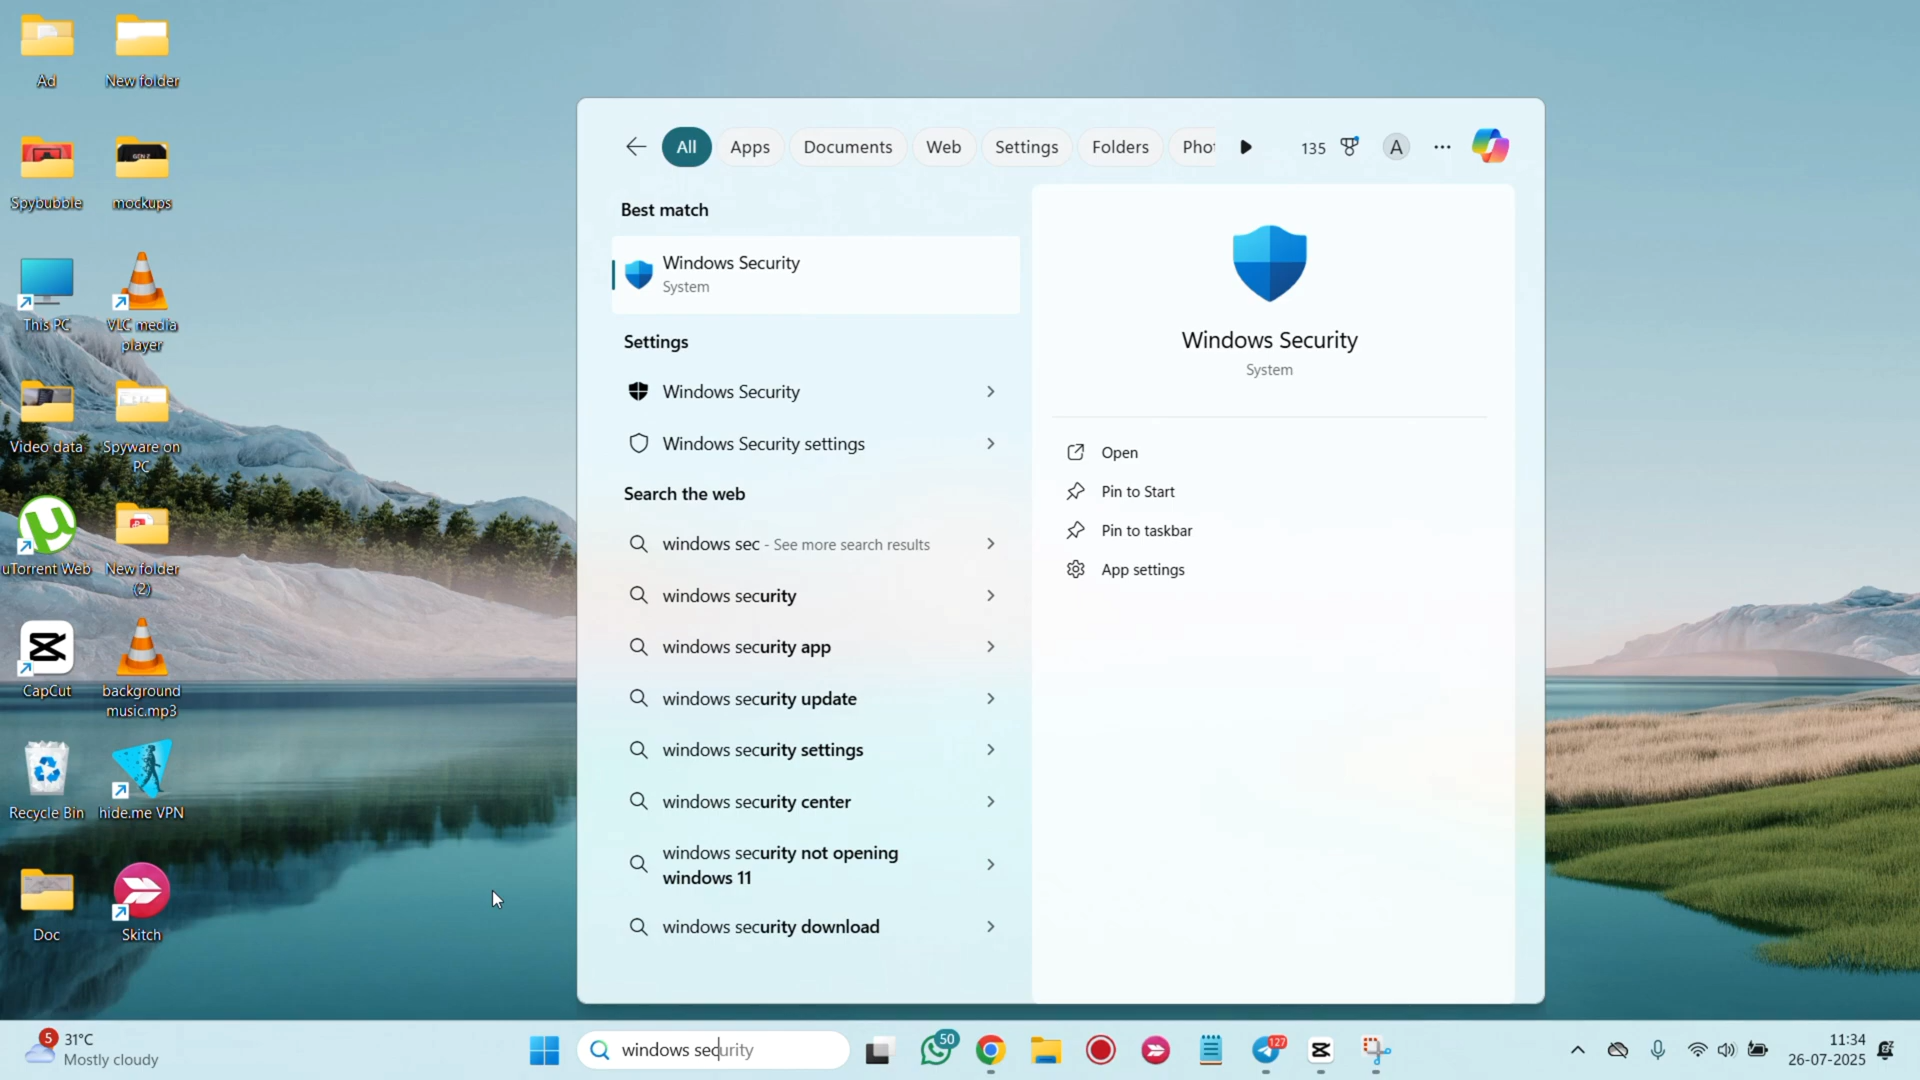 Ad
New folder
Spybubble
mockups
This PC
VLC media
player
Video data
Spyware on
PC
uTorrent Web
New folder
(2)
CapCut
background
music.mp3
Recycle Bin
hide.me VPN
Doc
Skitch
GEN Z
All
Apps
Documents
Web
Settings
Folders
Phot
135
A
Best match
Windows Security
System
Settings
Windows Security
Windows Security settings
Search the web
windows sec - See more search results
windows security
windows security app
windows security update
windows security settings
windows security center
windows security not opening
windows 11
windows security download
Windows Security
System
Open
Pin to Start
Pin to taskbar
App settings
5
31°C
Mostly cloudy
windows security
50
127
11:34
26-07-2025